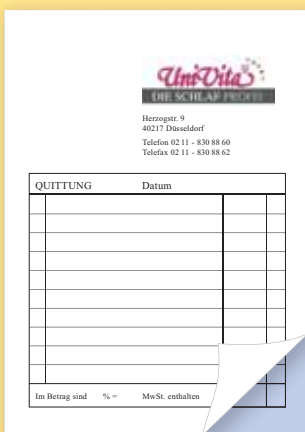 UniVita
DIE SCHLAF PROFIS
Herzogstr. 9
40217 Düsseldorf
Telefon 02 11 - 830 88 60
Telefax 02 11 - 830 88 62
QUITTUNG Datum
Im Betrag sind % = MwSt. enthalten